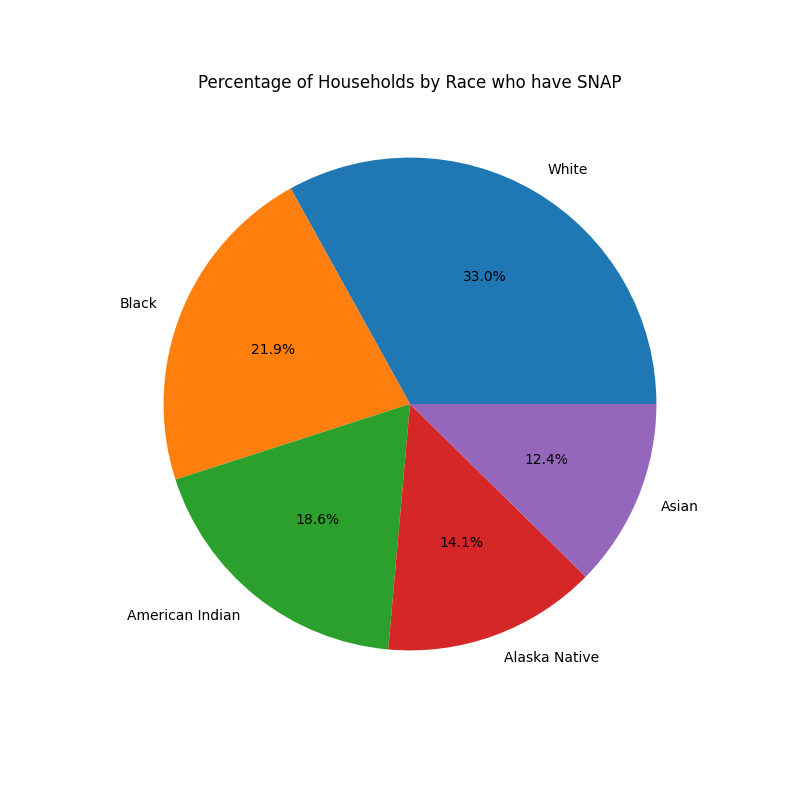 Percentage of Households by Race who have SNAP
White
33.0%
Black
21.9%
12.4%
Asian
18.6%
14.1%
American Indian
Alaska Native